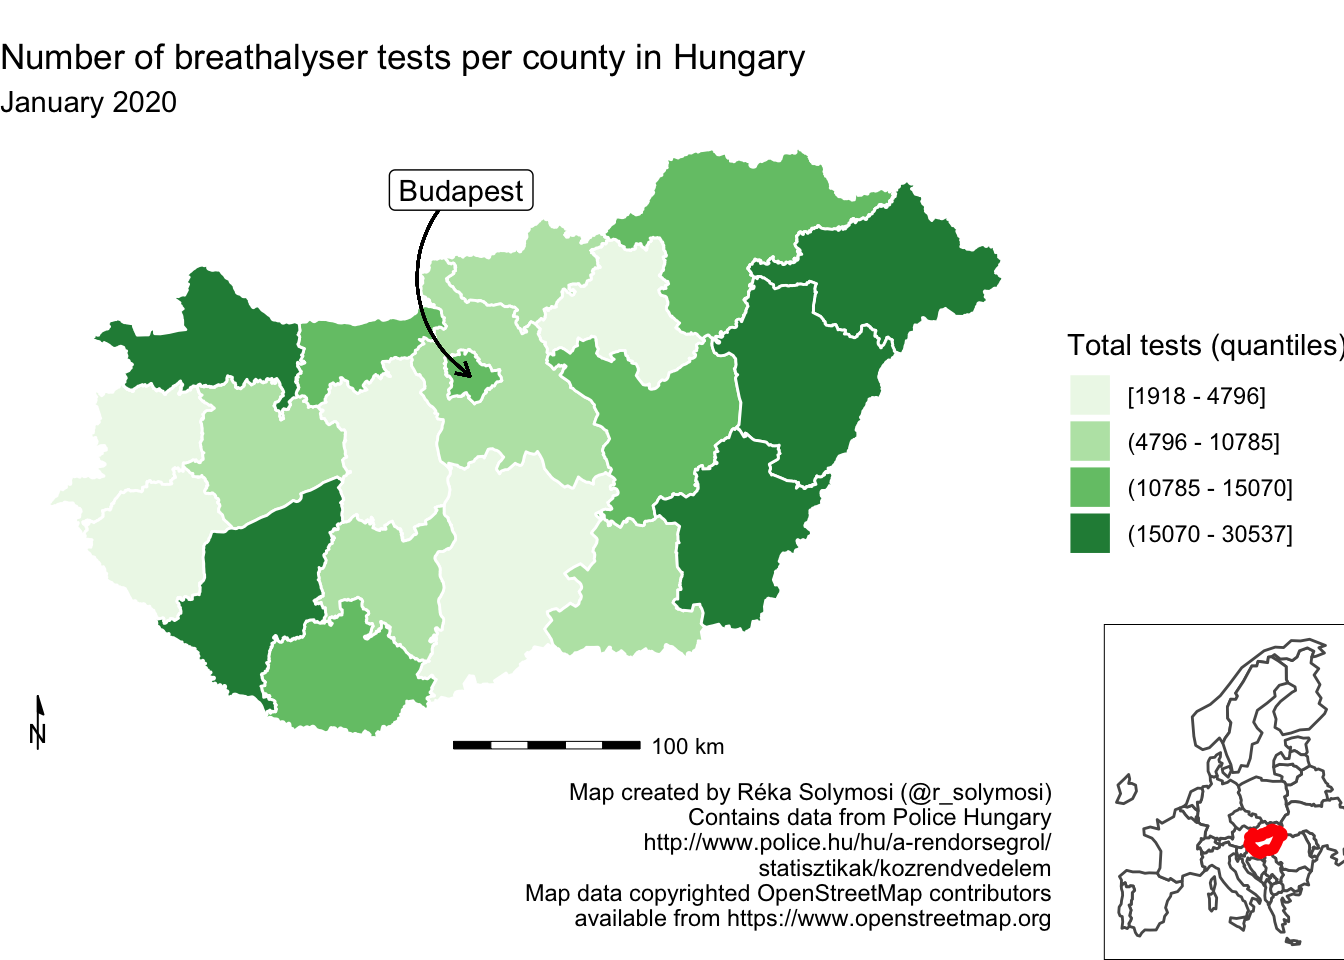 Number of breathalyser tests per county in Hungary
January 2020
Budapest
Total tests (quantiles)
[1918 - 4796]
(4796 - 10785]
(10785 - 15070]
(15070 - 30537]
N
100 km
Map created by Réka Solymosi (@r_solymosi)
Contains data from Police Hungary
http://www.police.hu/hu/a-rendorsegrol/
statisztikak/kozrendvedelem
Map data copyrighted OpenStreetMap contributors
available from https://www.openstreetmap.org